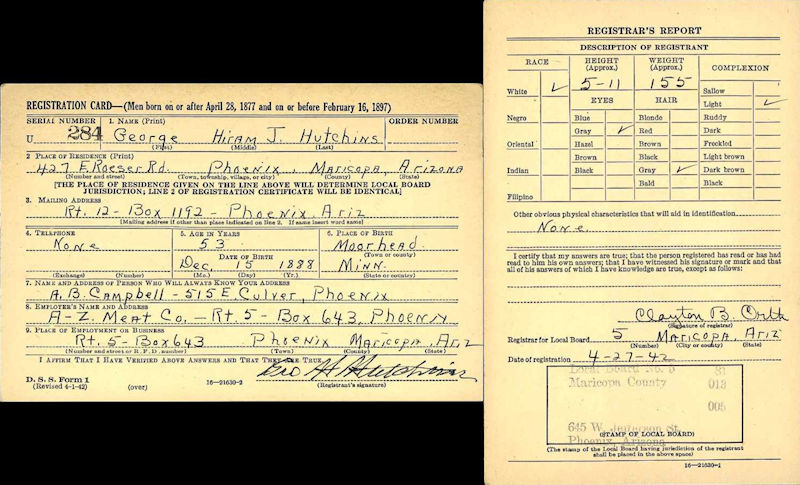 REGISTRATION CARD—(Men born on or after April 28, 1877 and on or before February 16, 1897)
SERIAL NUMBER
1. NAME (Print)
ORDER NUMBER
U 284
George Hiram J. Hutchins
(First) (Middle) (Last)
2 PLACE OF RESIDENCE (Print)
427 E Roeser Rd. Phoenix Maricopa, Arizona
(Number and street) (Town, township, village, or city) (County) (State)
[THE PLACE OF RESIDENCE GIVEN ON THE LINE ABOVE WILL DETERMINE LOCAL BOARD
JURISDICTION; LINE 2 OF REGISTRATION CERTIFICATE WILL BE IDENTICAL]
3. MAILING ADDRESS
Rt. 12 - Box 1192 - Phoenix, Ariz
[Mailing address if other than place indicated on line 2. If same insert word same]
4. TELEPHONE
5. AGE IN YEARS
6. PLACE OF BIRTH
None
53
Moorhead
(Town or county)
DATE OF BIRTH
Dec. 15 1888
Minn.
(Exchange) (Number)
(Mo.) (Day) (Yr.)
(State or country)
7. NAME AND ADDRESS OF PERSON WHO WILL ALWAYS KNOW YOUR ADDRESS
A. B. Campbell - 515 E. Culver, Phoenix
8. EMPLOYER'S NAME AND ADDRESS
A-Z. Meat Co. - Rt. 5 - Box 643, Phoenix
9. PLACE OF EMPLOYMENT OR BUSINESS
Rt. 5 - Box 643 Phoenix Maricopa, Ariz
(Number and street or R. F. D. number) (Town) (County) (State)
I AFFIRM THAT I HAVE VERIFIED ABOVE ANSWERS AND THAT THEY ARE TRUE.
Geo H J Hutchins
D. S. S. Form 1
(Revised 4-1-42)
(over)
16—21630-2
(Registrant's signature)
REGISTRAR'S REPORT
DESCRIPTION OF REGISTRANT
RACE
HEIGHT
(Approx.)
WEIGHT
(Approx.)
COMPLEXION
White ✓
5-11
155
Sallow
EYES
HAIR
Light ✓
Negro
Blue
Blonde
Ruddy
Gray ✓
Red
Dark
Oriental
Hazel
Brown
Freckled
Brown
Black
Light brown
Indian
Black
Gray ✓
Dark brown
Bald
Black
Filipino
Other obvious physical characteristics that will aid in identification
None.
I certify that my answers are true; that the person registered has read or has had
read to him his own answers; that I have witnessed his signature or mark and that
all of his answers of which I have knowledge are true, except as follows:
Clayton B. Orth
(Signature of registrar)
Registrar for Local Board 5 Maricopa, Ariz
(Number) (City or county) (State)
Date of registration 4-27-42
Local Board No. 5 81
Maricopa County 013
005
645 W. Jefferson St.
(STAMP OF LOCAL BOARD)
Phoenix, Arizona
(The stamp of the Local Board having jurisdiction of the registrant
shall be placed in the above space)
16—21630-1